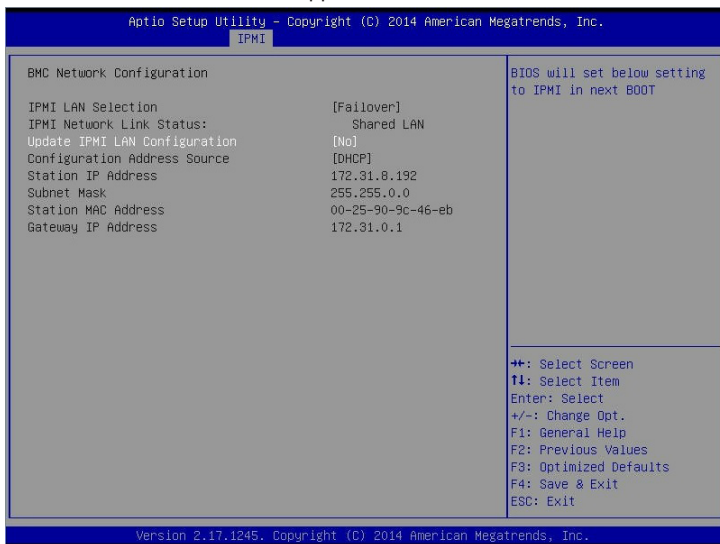 Aptio Setup Utility – Copyright (C) 2014 American Megatrends, Inc.
IPMI
BMC Network Configuration
IPMI LAN Selection [Failover]
IPMI Network Link Status: Shared LAN
Update IPMI LAN Configuration [No]
Configuration Address Source [DHCP]
Station IP Address 172.31.8.192
Subnet Mask 255.255.0.0
Station MAC Address 00-25-90-9c-46-eb
Gateway IP Address 172.31.0.1
BIOS will set below setting
to IPMI in next BOOT
→←: Select Screen
↑↓: Select Item
Enter: Select
+/-: Change Opt.
F1: General Help
F2: Previous Values
F3: Optimized Defaults
F4: Save & Exit
ESC: Exit
Version 2.17.1245. Copyright (C) 2014 American Megatrends, Inc.